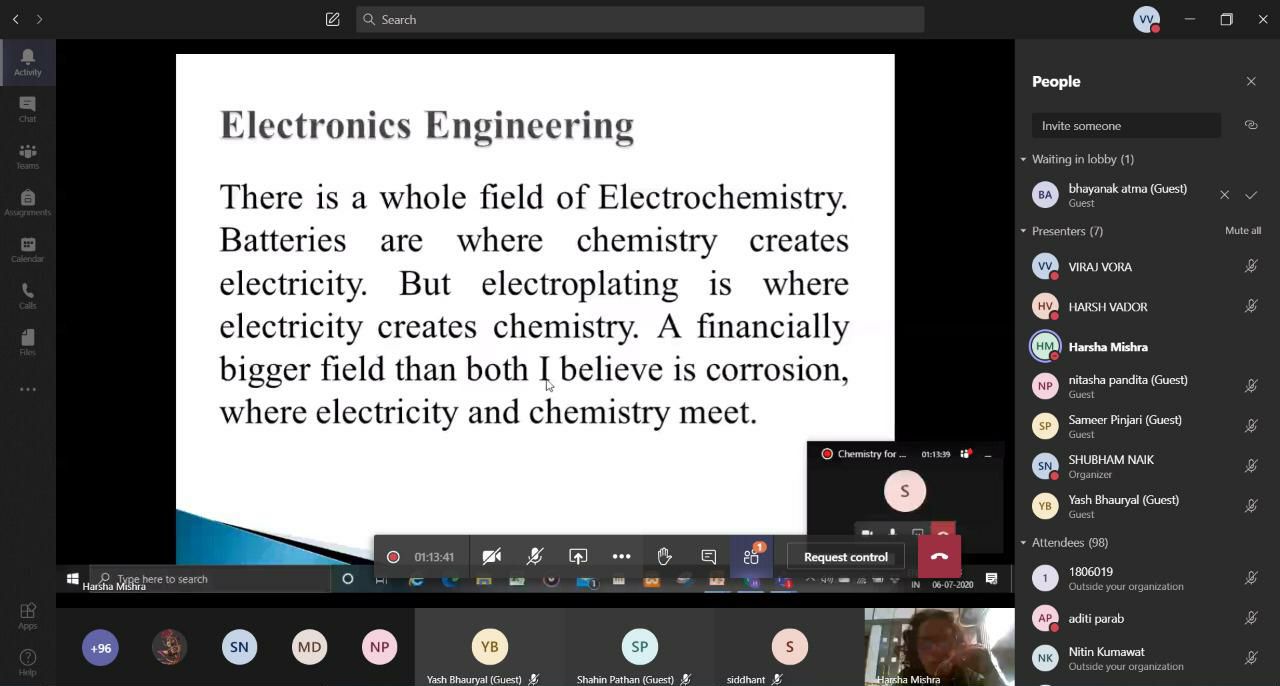 Search
VV
Activity
Chat
Teams
Assignments
Calendar
Calls
Files
Apps
Help
Electronics Engineering
There is a whole field of Electrochemistry.
Batteries are where chemistry creates
electricity. But electroplating is where
electricity creates chemistry. A financially
bigger field than both I believe is corrosion,
where electricity and chemistry meet.
Chemistry for ... 01:13:39
S
01:13:41
1
Request control
Type here to search
IN 06-07-2020
Harsha Mishra
+96
SN
MD
NP
YB
Yash Bhauryal (Guest)
SP
Shahin Pathan (Guest)
S
siddhant
Harsha Mishra
People
Invite someone
Waiting in lobby (1)
BA bhayanak atma (Guest)
Guest
Presenters (7) Mute all
VV VIRAJ VORA
HV HARSH VADOR
HM Harsha Mishra
NP nitasha pandita (Guest)
Guest
SP Sameer Pinjari (Guest)
Guest
SN SHUBHAM NAIK
Organizer
YB Yash Bhauryal (Guest)
Guest
Attendees (98)
1 1806019
Outside your organization
AP aditi parab
NK Nitin Kumawat
Outside your organization